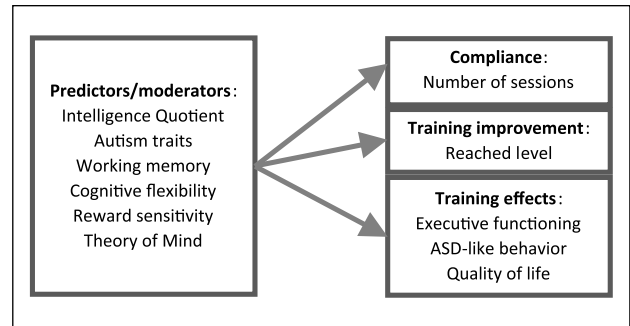 Predictors/moderators:
Intelligence Quotient
Autism traits
Working memory
Cognitive flexibility
Reward sensitivity
Theory of Mind
Compliance:
Number of sessions
Training improvement:
Reached level
Training effects:
Executive functioning
ASD-like behavior
Quality of life